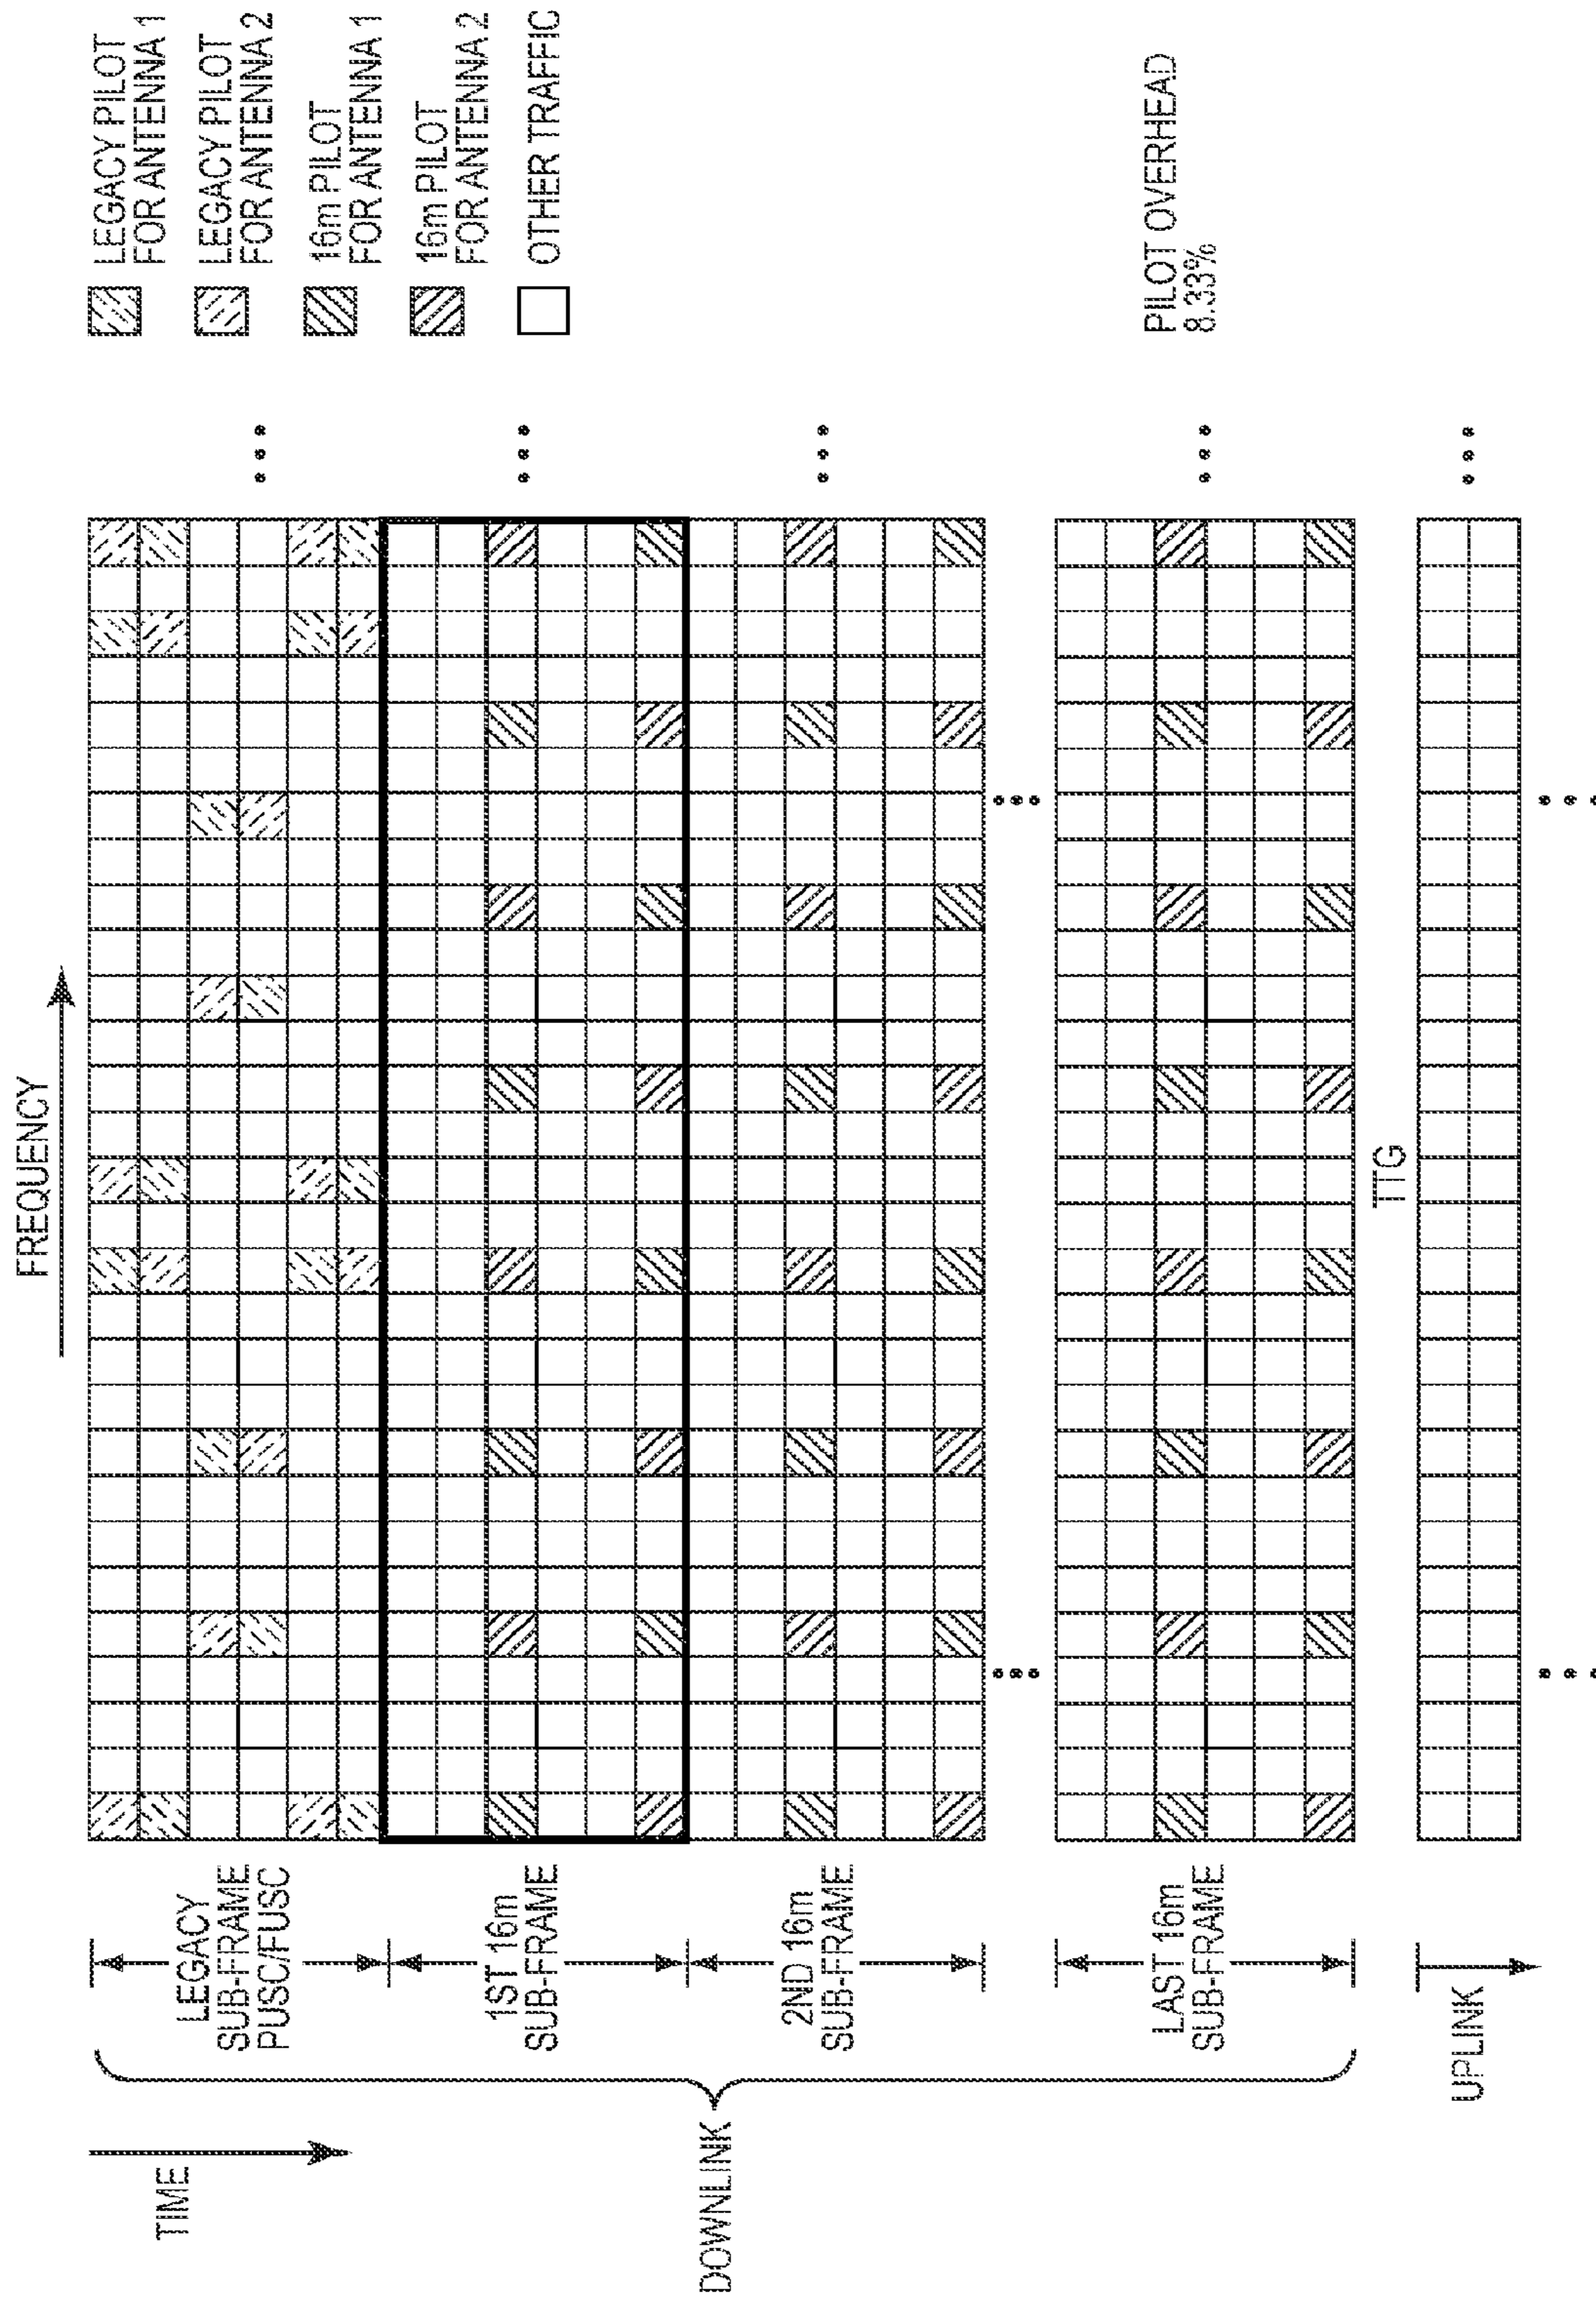 FREQUENCY
TIME
DOWNLINK
LEGACY
SUB-FRAME
PUSC/FUSC
1ST 16m
SUB-FRAME
2ND 16m
SUB-FRAME
LAST 16m
SUB-FRAME
TTG
UPLINK
LEGACY PILOT
FOR ANTENNA 1
LEGACY PILOT
FOR ANTENNA 2
16m PILOT
FOR ANTENNA 1
16m PILOT
FOR ANTENNA 2
OTHER TRAFFIC
PILOT OVERHEAD
8.33%